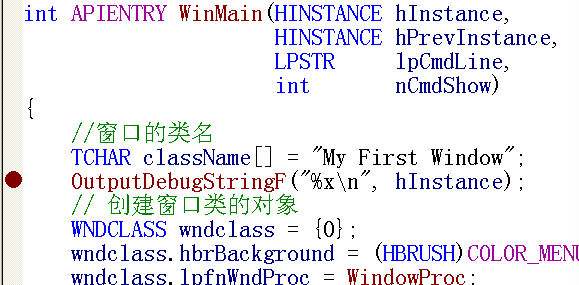 int APIENTRY WinMain(HINSTANCE hInstance,
HINSTANCE hPrevInstance,
LPSTR lpCmdLine,
int nCmdShow)
{
//窗口的类名
TCHAR className[] = "My First Window";
OutputDebugStringF("%x\n", hInstance);
// 创建窗口类的对象
WNDCLASS wndclass = {0};
wndclass.hbrBackground = (HBRUSH)COLOR_MENU
wndclass.lpfnWndProc = WindowProc;